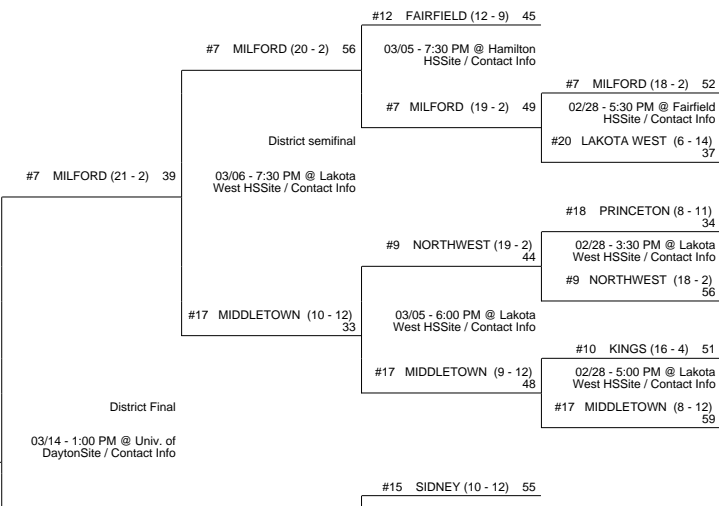 #12 FAIRFIELD (12 - 9) 45
#7 MILFORD (20 - 2) 56
03/05 - 7:30 PM @ Hamilton
HSSite / Contact Info
#7 MILFORD (18 - 2) 52
#7 MILFORD (19 - 2) 49
02/28 - 5:30 PM @ Fairfield
HSSite / Contact Info
District semifinal
#20 LAKOTA WEST (6 - 14)
37
#7 MILFORD (21 - 2) 39
03/06 - 7:30 PM @ Lakota
West HSSite / Contact Info
#18 PRINCETON (8 - 11)
34
#9 NORTHWEST (19 - 2)
44
02/28 - 3:30 PM @ Lakota
West HSSite / Contact Info
#9 NORTHWEST (18 - 2)
56
#17 MIDDLETOWN (10 - 12)
33
03/05 - 6:00 PM @ Lakota
West HSSite / Contact Info
#10 KINGS (16 - 4) 51
#17 MIDDLETOWN (9 - 12)
48
02/28 - 5:00 PM @ Lakota
West HSSite / Contact Info
District Final
#17 MIDDLETOWN (8 - 12)
59
03/14 - 1:00 PM @ Univ. of
DaytonSite / Contact Info
#15 SIDNEY (10 - 12) 55